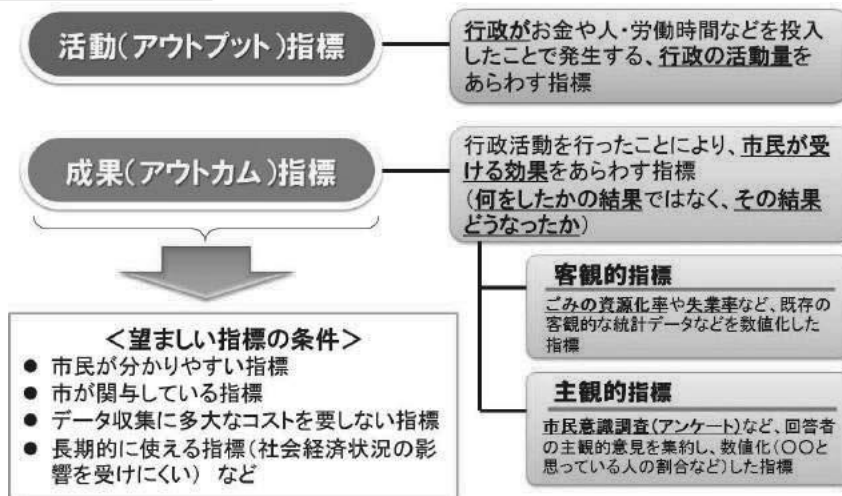 活動(アウトプット)指標
行政がお金や人・労働時間などを投入
したことで発生する、行政の活動量を
あらわす指標
成果(アウトカム)指標
行政活動を行ったことにより、市民が受
ける効果をあらわす指標
(何をしたかの結果ではなく、その結果
どうなったか)
客観的指標
ごみの資源化率や失業率など、既存の
客観的な統計データなどを数値化した
指標
主観的指標
市民意識調査(アンケート)など、回答者
の主観的意見を集約し、数値化(〇〇と
思っている人の割合など)した指標
<望ましい指標の条件>
● 市民が分かりやすい指標
● 市が関与している指標
● データ収集に多大なコストを要しない指標
● 長期的に使える指標(社会経済状況の影
響を受けにくい) など